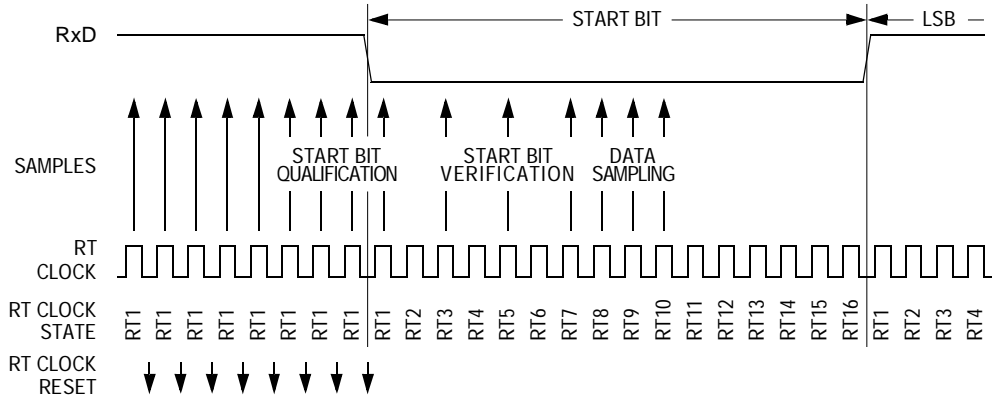 START BIT
LSB
RxD
SAMPLES
START BIT
QUALIFICATION
START BIT
VERIFICATION
DATA
SAMPLING
RT
CLOCK
RT CLOCK
STATE
RT1 RT1 RT1 RT1 RT1 RT1 RT1 RT1 RT1 RT2 RT3 RT4 RT5 RT6 RT7 RT8 RT9 RT10 RT11 RT12 RT13 RT14 RT15 RT16 RT1 RT2 RT3 RT4
RT CLOCK
RESET